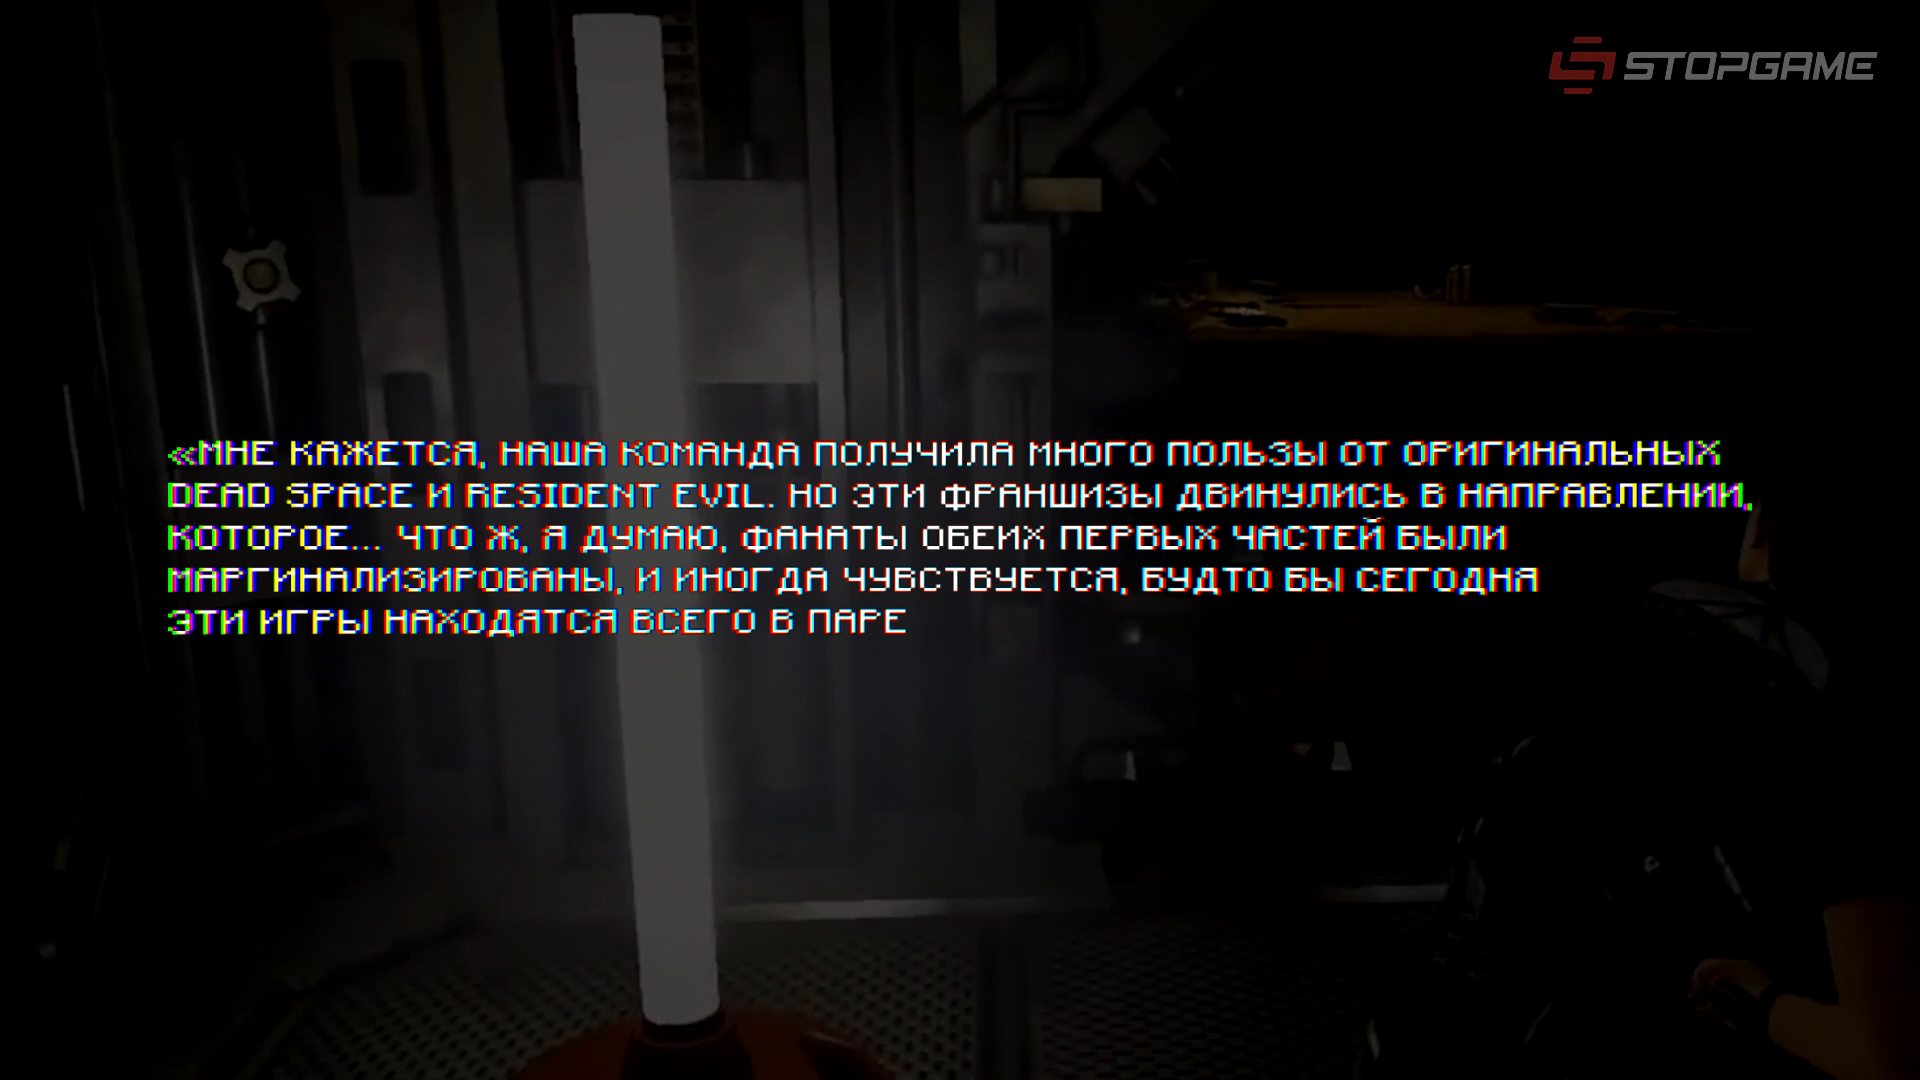 STOPGAME
«МНЕ КАЖЕТСЯ, НАША КОМАНДА ПОЛУЧИЛА МНОГО ПОЛЬЗЫ ОТ ОРИГИНАЛЬНЫХ
DEAD SPACE И RESIDENT EVIL. НО ЭТИ ФРАНШИЗЫ ДВИНУЛИСЬ В НАПРАВЛЕНИИ,
КОТОРОЕ... ЧТО Ж, Я ДУМАЮ, ФАНАТЫ ОБЕИХ ПЕРВЫХ ЧАСТЕЙ БЫЛИ
МАРГИНАЛИЗИРОВАНЫ, И ИНОГДА ЧУВСТВУЕТСЯ, БУДТО БЫ СЕГОДНЯ
ЭТИ ИГРЫ НАХОДЯТСЯ ВСЕГО В ПАРЕ